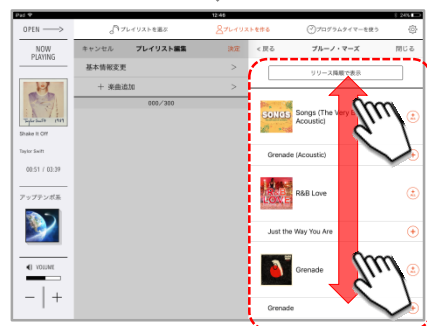 iPad
12:46
24%
OPEN
プレイリストを選ぶ
プレイリストを作る
プログラムタイマーを使う
NOW
PLAYING
キャンセル プレイリスト編集 決定
< 戻る ブルーノ・マーズ 閉じる
基本情報変更 >
+ 楽曲追加 >
000/300
リリース降順で表示
Taylor Swift 1989
Shake It Off
Taylor Swift
00:51 / 03:39
アップテンポ系
VOLUME
− | +
SONGS
Songs (The Very B
Acoustic)
Grenade (Acoustic)
R&B Love
Just the Way You Are
Grenade
Grenade